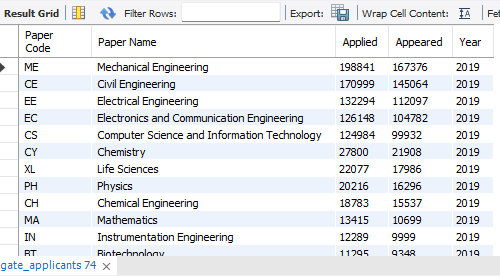 Result Grid Filter Rows: Export: Wrap Cell Content: Fet
Paper Code Paper Name Applied Appeared Year
ME Mechanical Engineering 198841 167376 2019
CE Civil Engineering 170999 145064 2019
EE Electrical Engineering 132294 112097 2019
EC Electronics and Communication Engineering 126148 104782 2019
CS Computer Science and Information Technology 124984 99932 2019
CY Chemistry 27800 21908 2019
XL Life Sciences 22077 17986 2019
PH Physics 20216 16296 2019
CH Chemical Engineering 18783 15537 2019
MA Mathematics 13415 10699 2019
IN Instrumentation Engineering 12289 9999 2019
BT Biotechnology 11295 9348 2019
gate_applicants 74